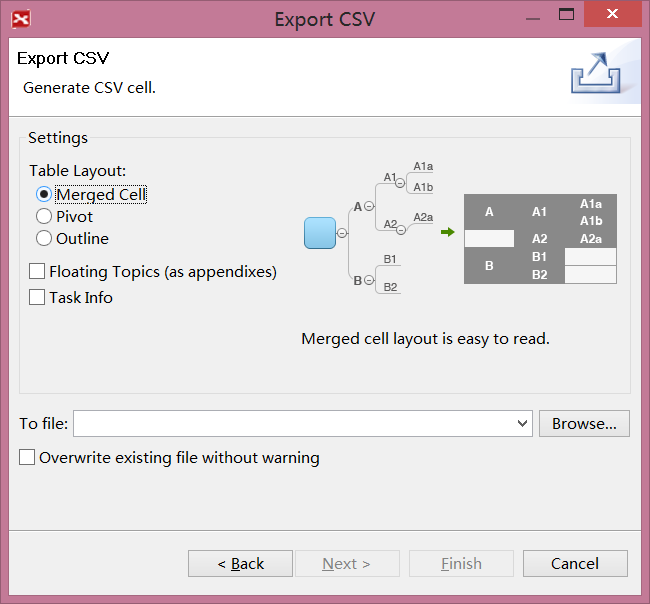 Export CSV
Export CSV
Generate CSV cell.
Settings
Table Layout:
Merged Cell
Pivot
Outline
Floating Topics (as appendixes)
Task Info
A1a
A1
A1b
A
A2
A2a
B
B1
B2
A A1 A1a
A1b
A2 A2a
B B1
B2
Merged cell layout is easy to read.
To file:
Browse...
Overwrite existing file without warning
< Back
Next >
Finish
Cancel